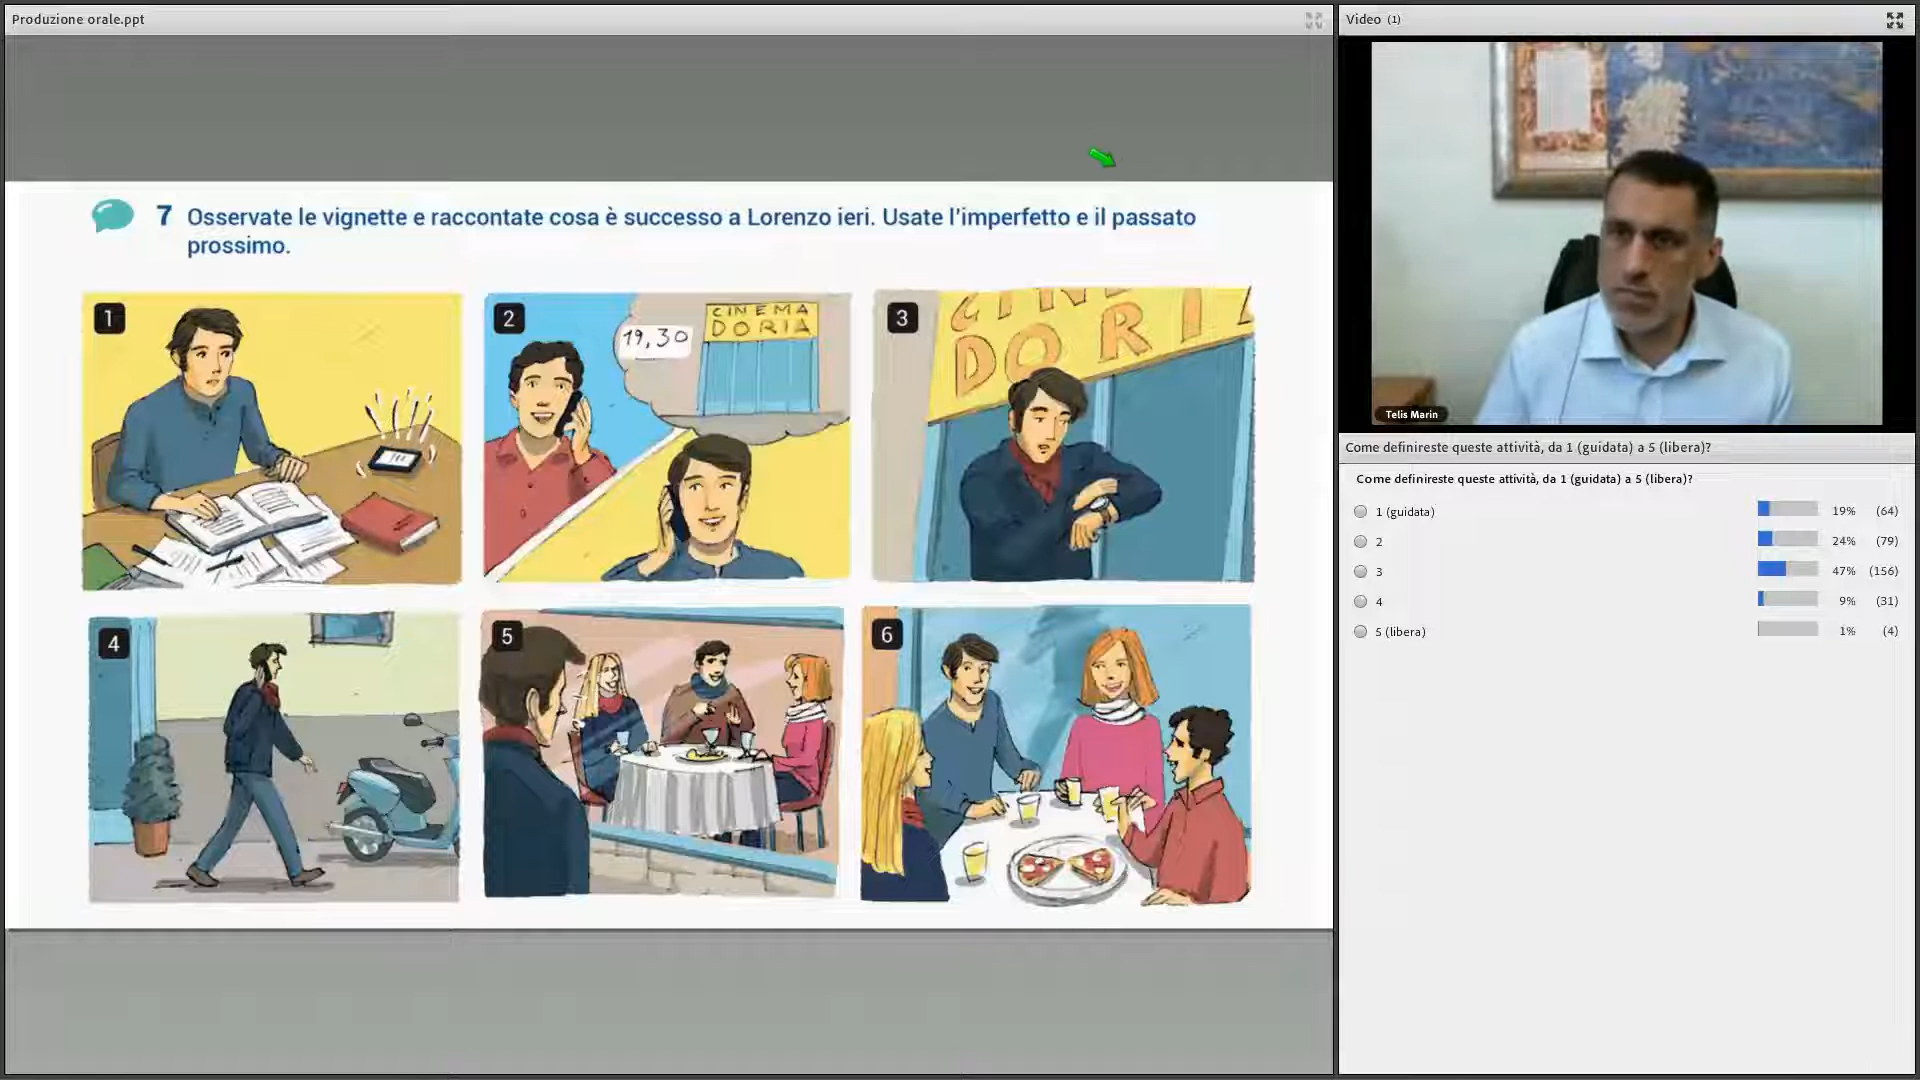 Produzione orale.ppt
7 Osservate le vignette e raccontate cosa è successo a Lorenzo ieri. Usate l'imperfetto e il passato
prossimo.
1
2
19,30
CINEMA
DORIA
3
DORI
4
5
6
Video (1)
Telis Marin
Come definireste queste attività, da 1 (guidata) a 5 (libera)?
Come definireste queste attività, da 1 (guidata) a 5 (libera)?
1 (guidata) 19% (64)
2 24% (79)
3 47% (156)
4 9% (31)
5 (libera) 1% (4)